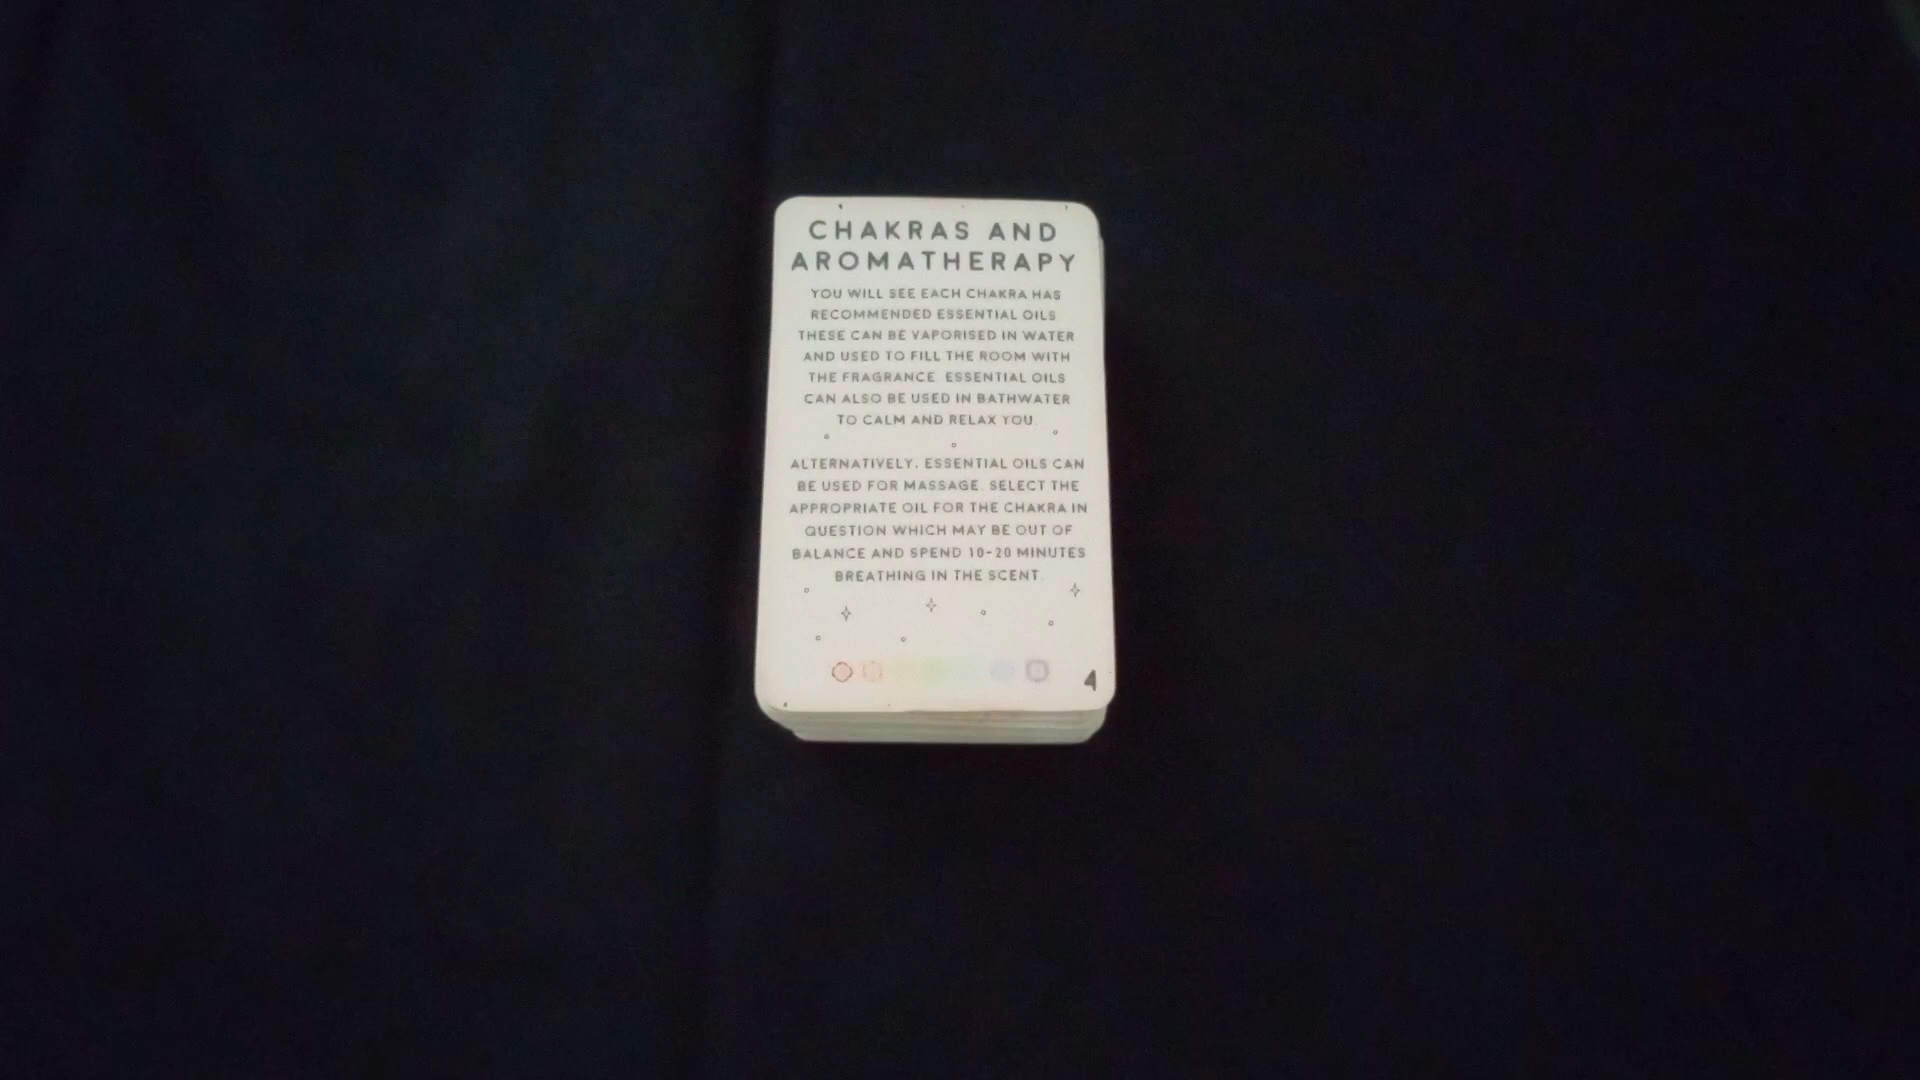 CHAKRAS AND
AROMATHERAPY
YOU WILL SEE EACH CHAKRA HAS
RECOMMENDED ESSENTIAL OILS
THESE CAN BE VAPORISED IN WATER
AND USED TO FILL THE ROOM WITH
THE FRAGRANCE ESSENTIAL OILS
CAN ALSO BE USED IN BATHWATER
TO CALM AND RELAX YOU.
ALTERNATIVELY, ESSENTIAL OILS CAN
BE USED FOR MASSAGE. SELECT THE
APPROPRIATE OIL FOR THE CHAKRA IN
QUESTION WHICH MAY BE OUT OF
BALANCE AND SPEND 10-20 MINUTES
BREATHING IN THE SCENT.
4